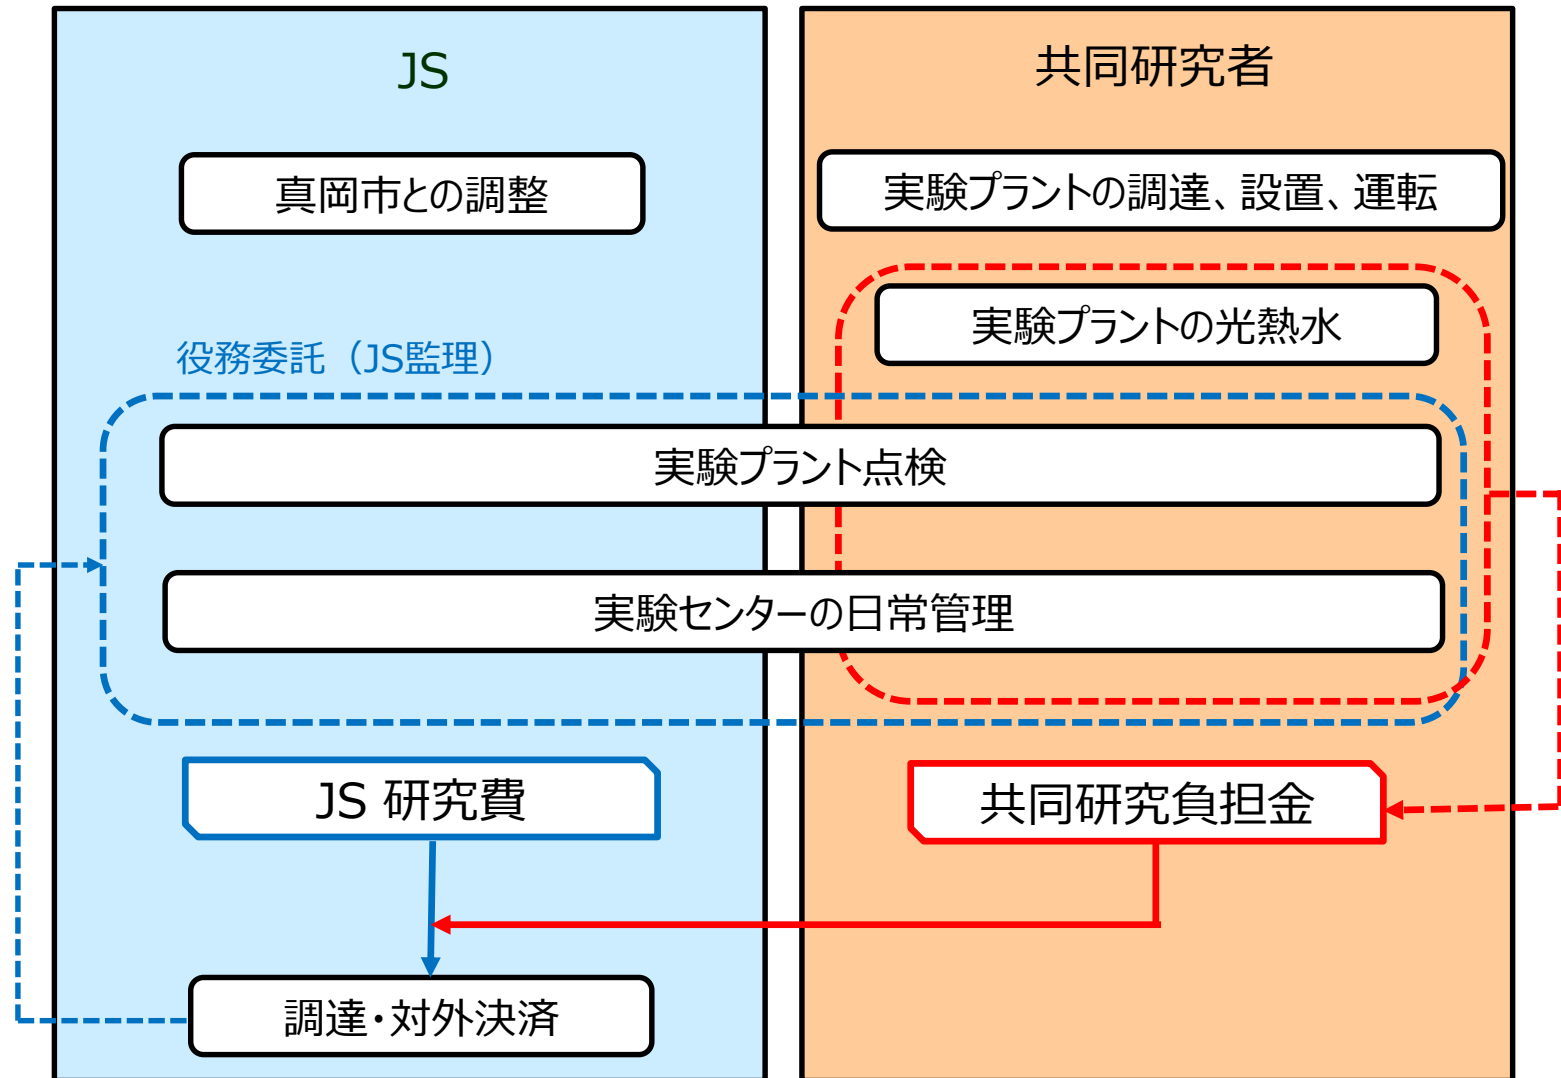 JS
共同研究者
真岡市との調整
実験プラントの調達、設置、運転
実験プラントの光熱水
役務委託（JS監理）
実験プラント点検
実験センターの日常管理
JS 研究費
共同研究負担金
調達・対外決済